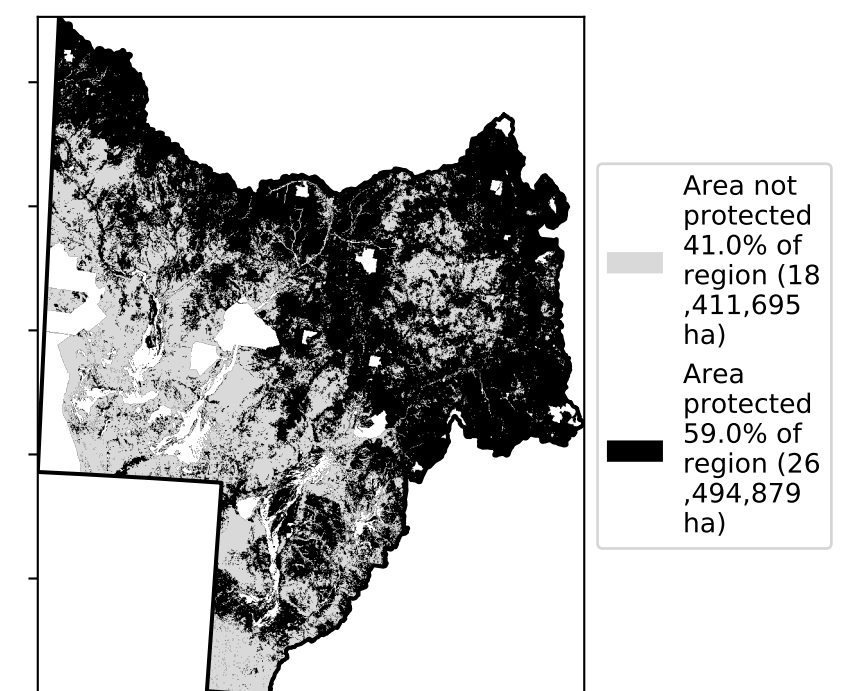 Area not
protected
41.0% of
region (18
,411,695
ha)
Area
protected
59.0% of
region (26
,494,879
ha)